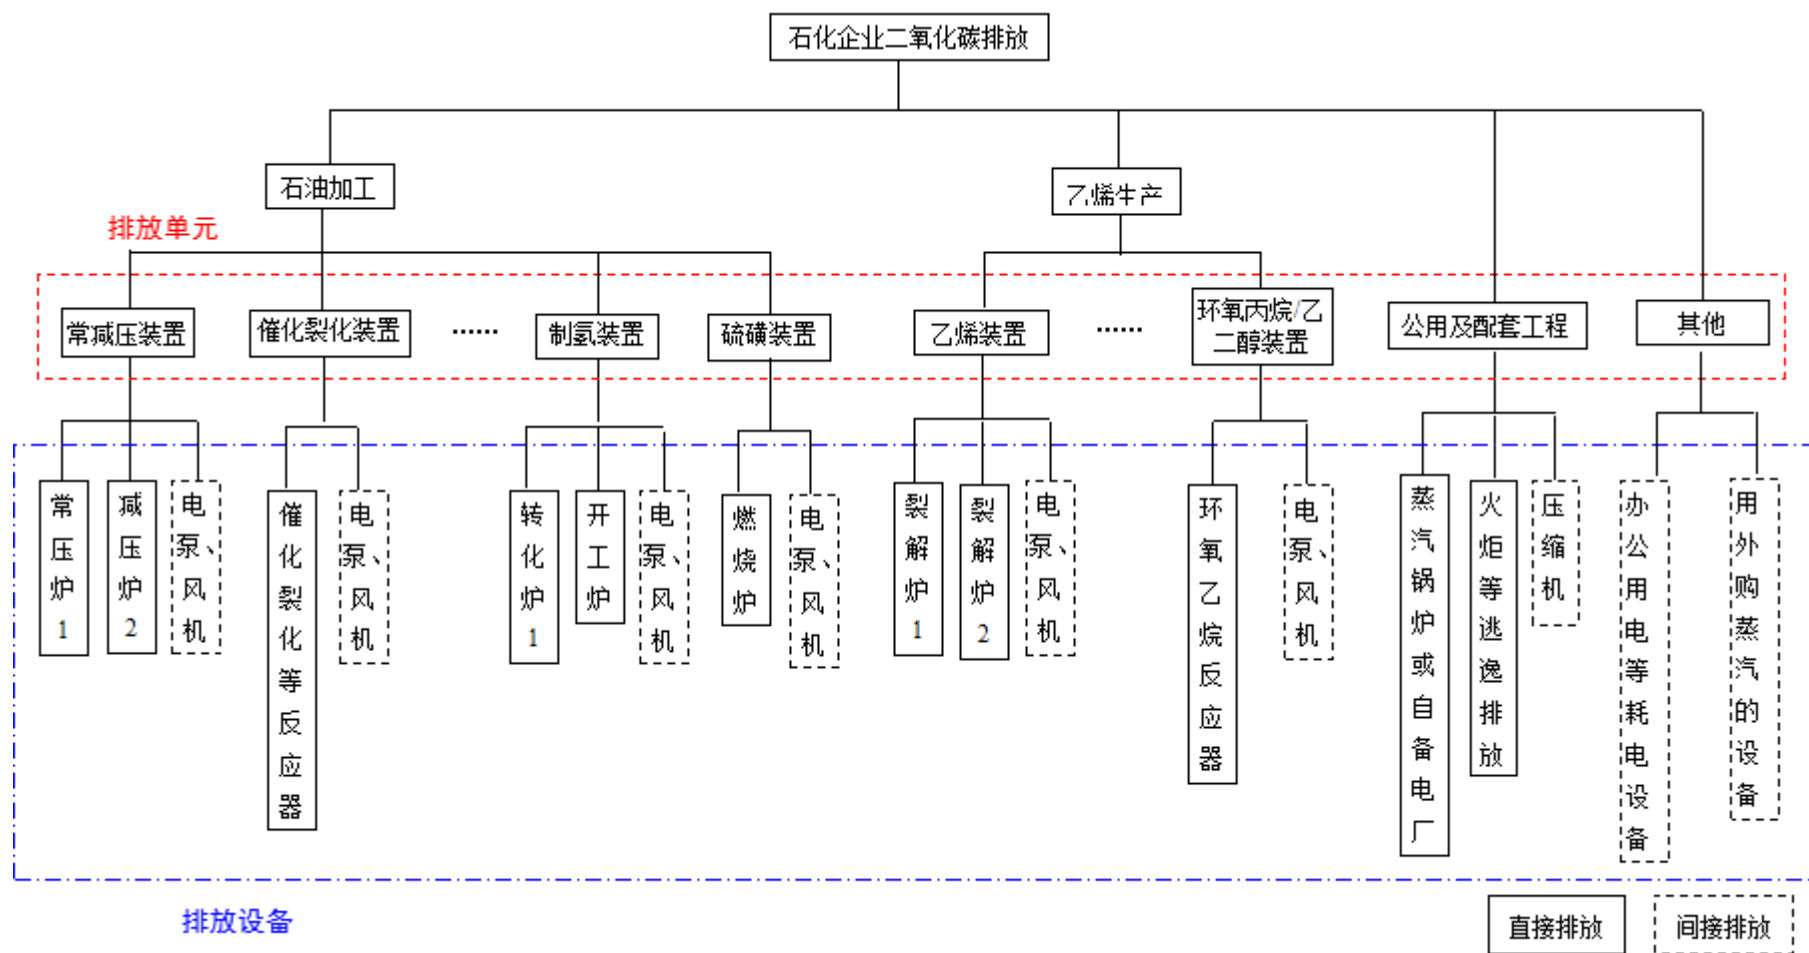 石化企业二氧化碳排放
石油加工
乙烯生产
排放单元
常减压装置
催化裂化装置
……
制氢装置
硫磺装置
乙烯装置
……
环氧丙烷/乙
二醇装置
公用及配套工程
其他
常压炉1
减压炉2
电泵、风机
催化裂化等反应器
电泵、风机
转化炉1
开工炉
电泵、风机
燃烧炉
电泵、风机
裂解炉1
裂解炉2
电泵、风机
环氧乙烷反应器
电泵、风机
蒸汽锅炉或自备电厂
火炬等逃逸排放
压缩机
办公用电等耗电设备
用外购蒸汽的设备
排放设备
直接排放
间接排放